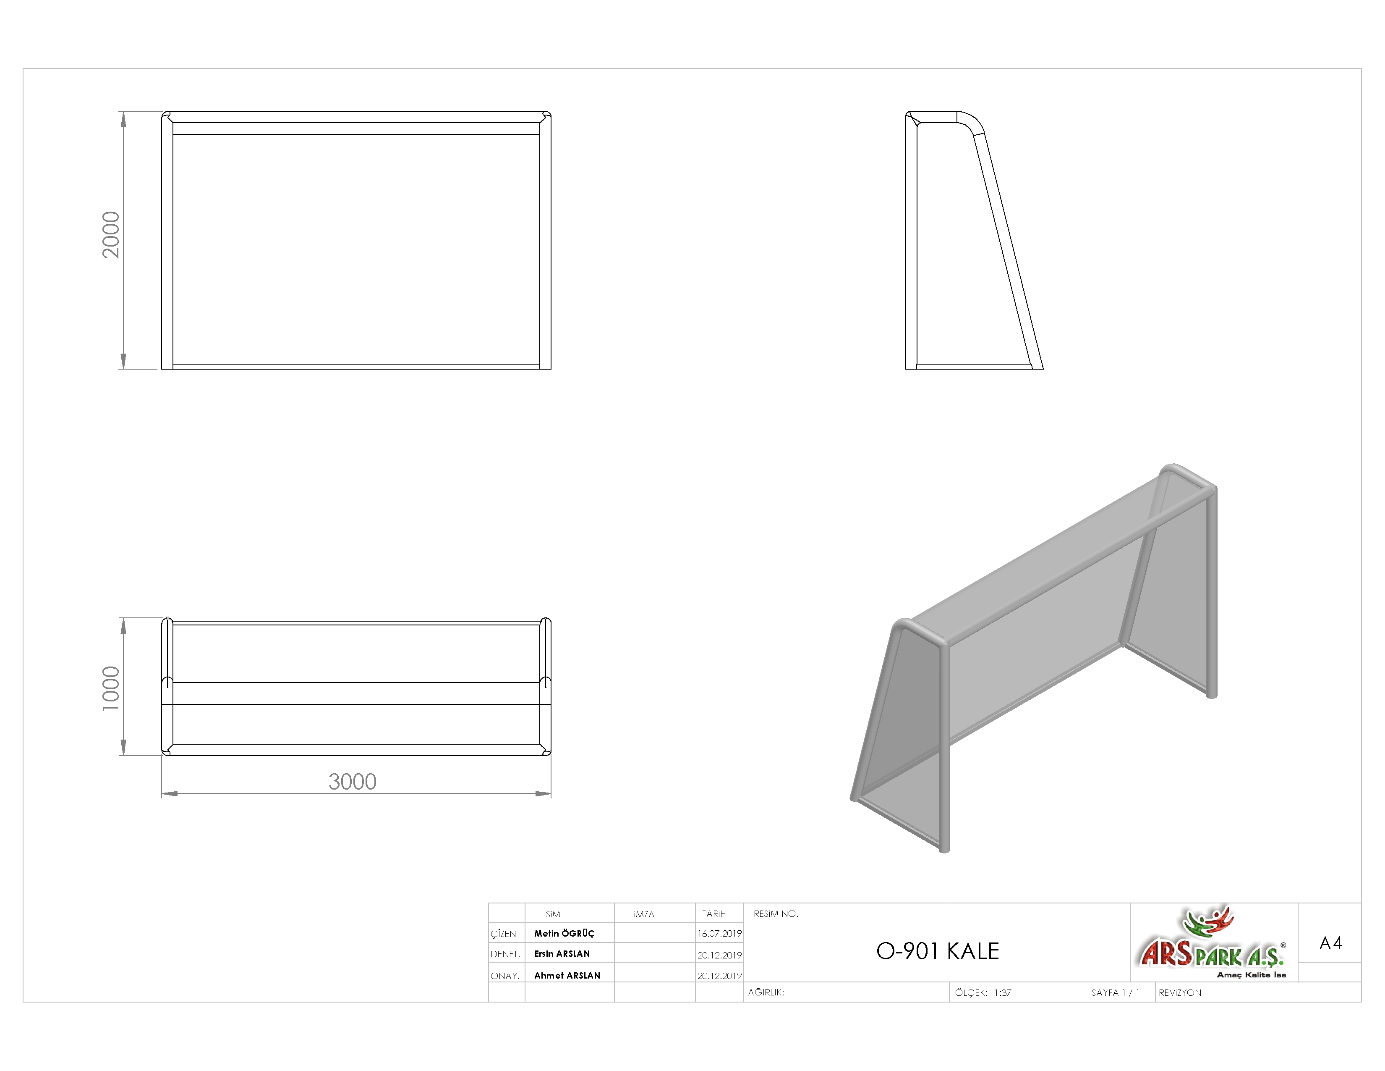 2000
1000
3000
İSİM
İMZA
TARİH
RESİM NO.
ÇİZEN
Metin ÖGRÜÇ
16.07.2019
DENET.
Ersin ARSLAN
20.12.2019
ONAY.
Ahmet ARSLAN
20.12.2019
O-901 KALE
ARSPARK A.Ş.®
Amaç Kalite İse
A4
AĞIRLIK:
ÖLÇEK: 1:37
SAYFA 1 / 1
REVİZYON